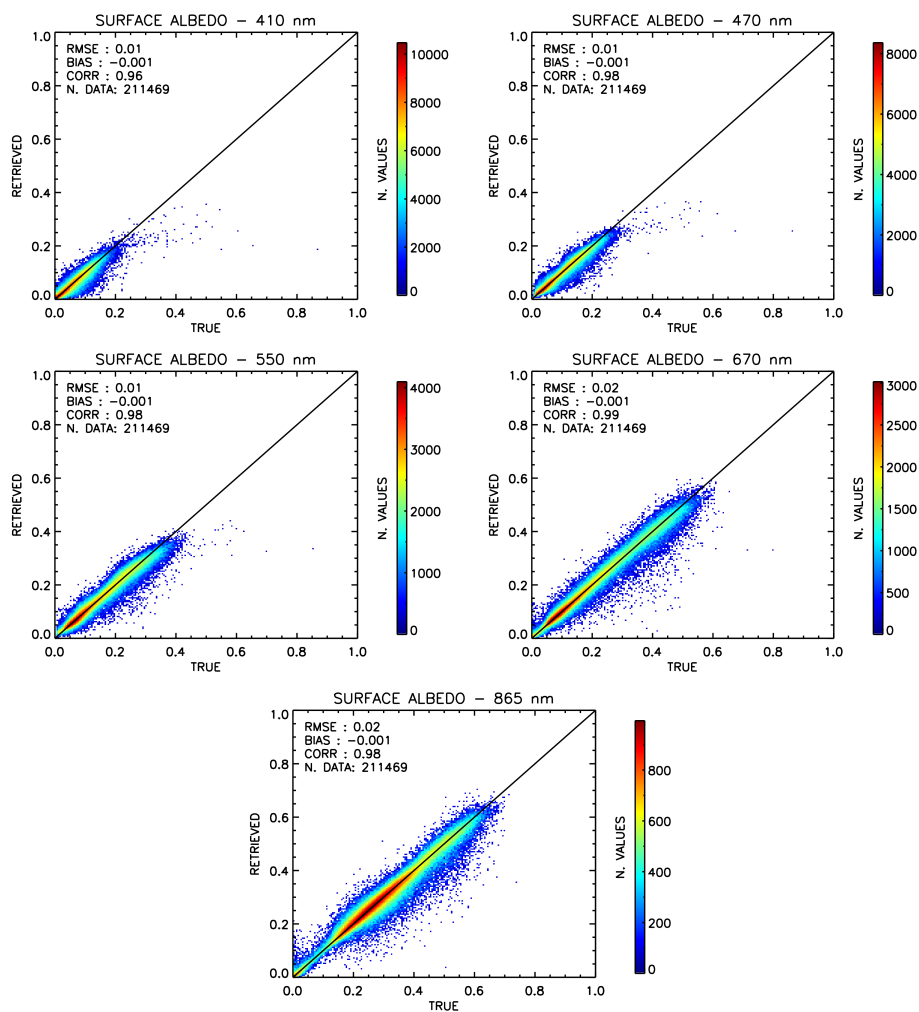 SURFACE ALBEDO – 410 nm
RMSE : 0.01
BIAS : −0.001
CORR : 0.96
N. DATA: 211469
1.0
0.8
0.6
0.4
0.2
0.0
RETRIEVED
0.0 0.2 0.4 0.6 0.8 1.0
TRUE
10000
8000
6000
4000
2000
0
N. VALUES
SURFACE ALBEDO – 470 nm
RMSE : 0.01
BIAS : −0.001
CORR : 0.98
N. DATA: 211469
1.0
0.8
0.6
0.4
0.2
0.0
RETRIEVED
0.0 0.2 0.4 0.6 0.8 1.0
TRUE
8000
6000
4000
2000
0
N. VALUES
SURFACE ALBEDO – 550 nm
RMSE : 0.01
BIAS : −0.001
CORR : 0.98
N. DATA: 211469
1.0
0.8
0.6
0.4
0.2
0.0
RETRIEVED
0.0 0.2 0.4 0.6 0.8 1.0
TRUE
4000
3000
2000
1000
0
N. VALUES
SURFACE ALBEDO – 670 nm
RMSE : 0.02
BIAS : −0.001
CORR : 0.99
N. DATA: 211469
1.0
0.8
0.6
0.4
0.2
0.0
RETRIEVED
0.0 0.2 0.4 0.6 0.8 1.0
TRUE
3000
2500
2000
1500
1000
500
0
N. VALUES
SURFACE ALBEDO – 865 nm
RMSE : 0.02
BIAS : −0.001
CORR : 0.98
N. DATA: 211469
1.0
0.8
0.6
0.4
0.2
0.0
RETRIEVED
0.0 0.2 0.4 0.6 0.8 1.0
TRUE
800
600
400
200
0
N. VALUES